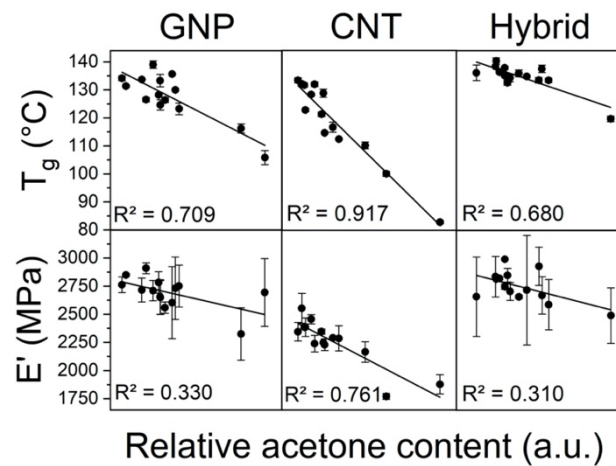 GNP CNT Hybrid
140
130
120
110
100
90
80
Tg (°C)
R² = 0.709 R² = 0.917 R² = 0.680
3000
2750
2500
2250
2000
1750
E' (MPa)
R² = 0.330 R² = 0.761 R² = 0.310
Relative acetone content (a.u.)